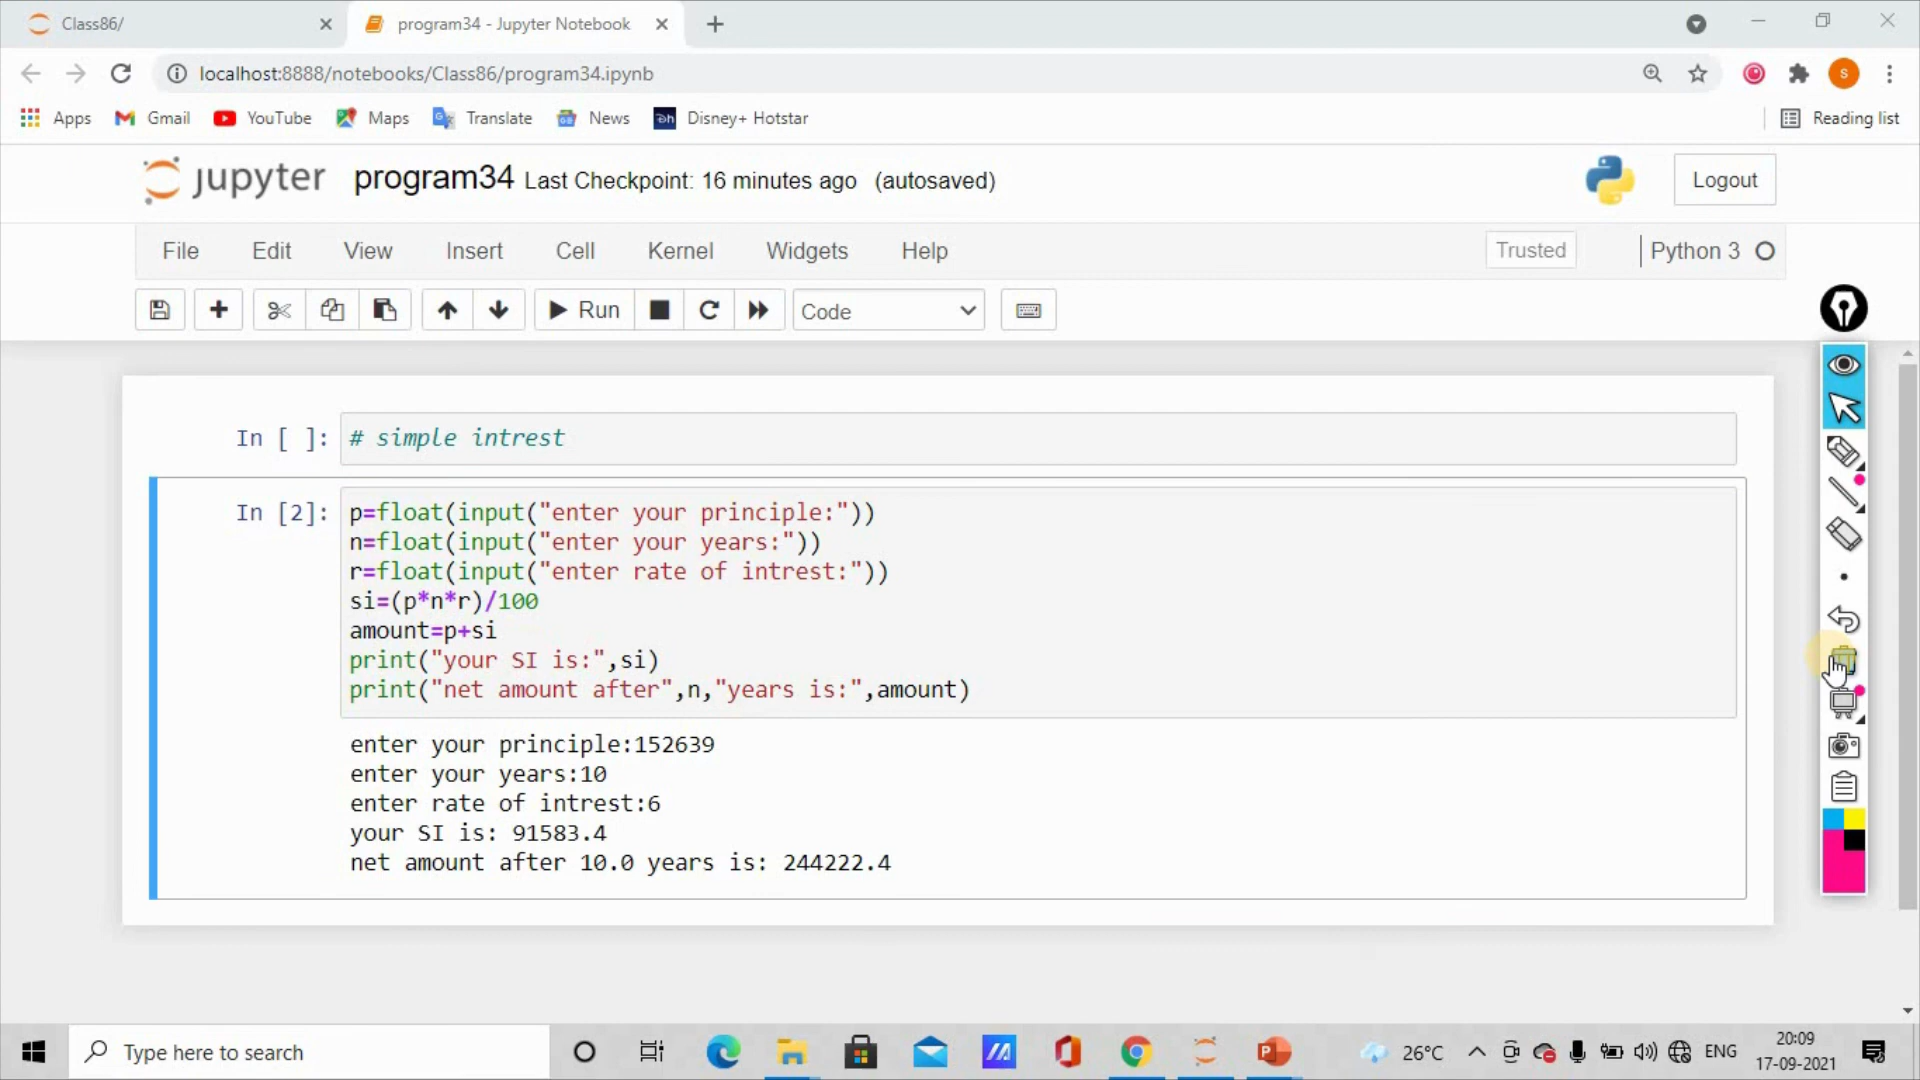 Class86/
program34 - Jupyter Notebook
localhost:8888/notebooks/Class86/program34.ipynb
S
Apps
Gmail
YouTube
Maps
Translate
News
Disney+ Hotstar
Reading list
jupyter
program34 Last Checkpoint: 16 minutes ago (autosaved)
Logout
File Edit View Insert Cell Kernel Widgets Help
Trusted
Python 3
Run
Code
In [ ]: # simple intrest
In [2]: p=float(input("enter your principle:"))
n=float(input("enter your years:"))
r=float(input("enter rate of intrest:"))
si=(p*n*r)/100
amount=p+si
print("your SI is:",si)
print("net amount after",n,"years is:",amount)
enter your principle:152639
enter your years:10
enter rate of intrest:6
your SI is: 91583.4
net amount after 10.0 years is: 244222.4
Type here to search
26°C
ENG
20:09
17-09-2021